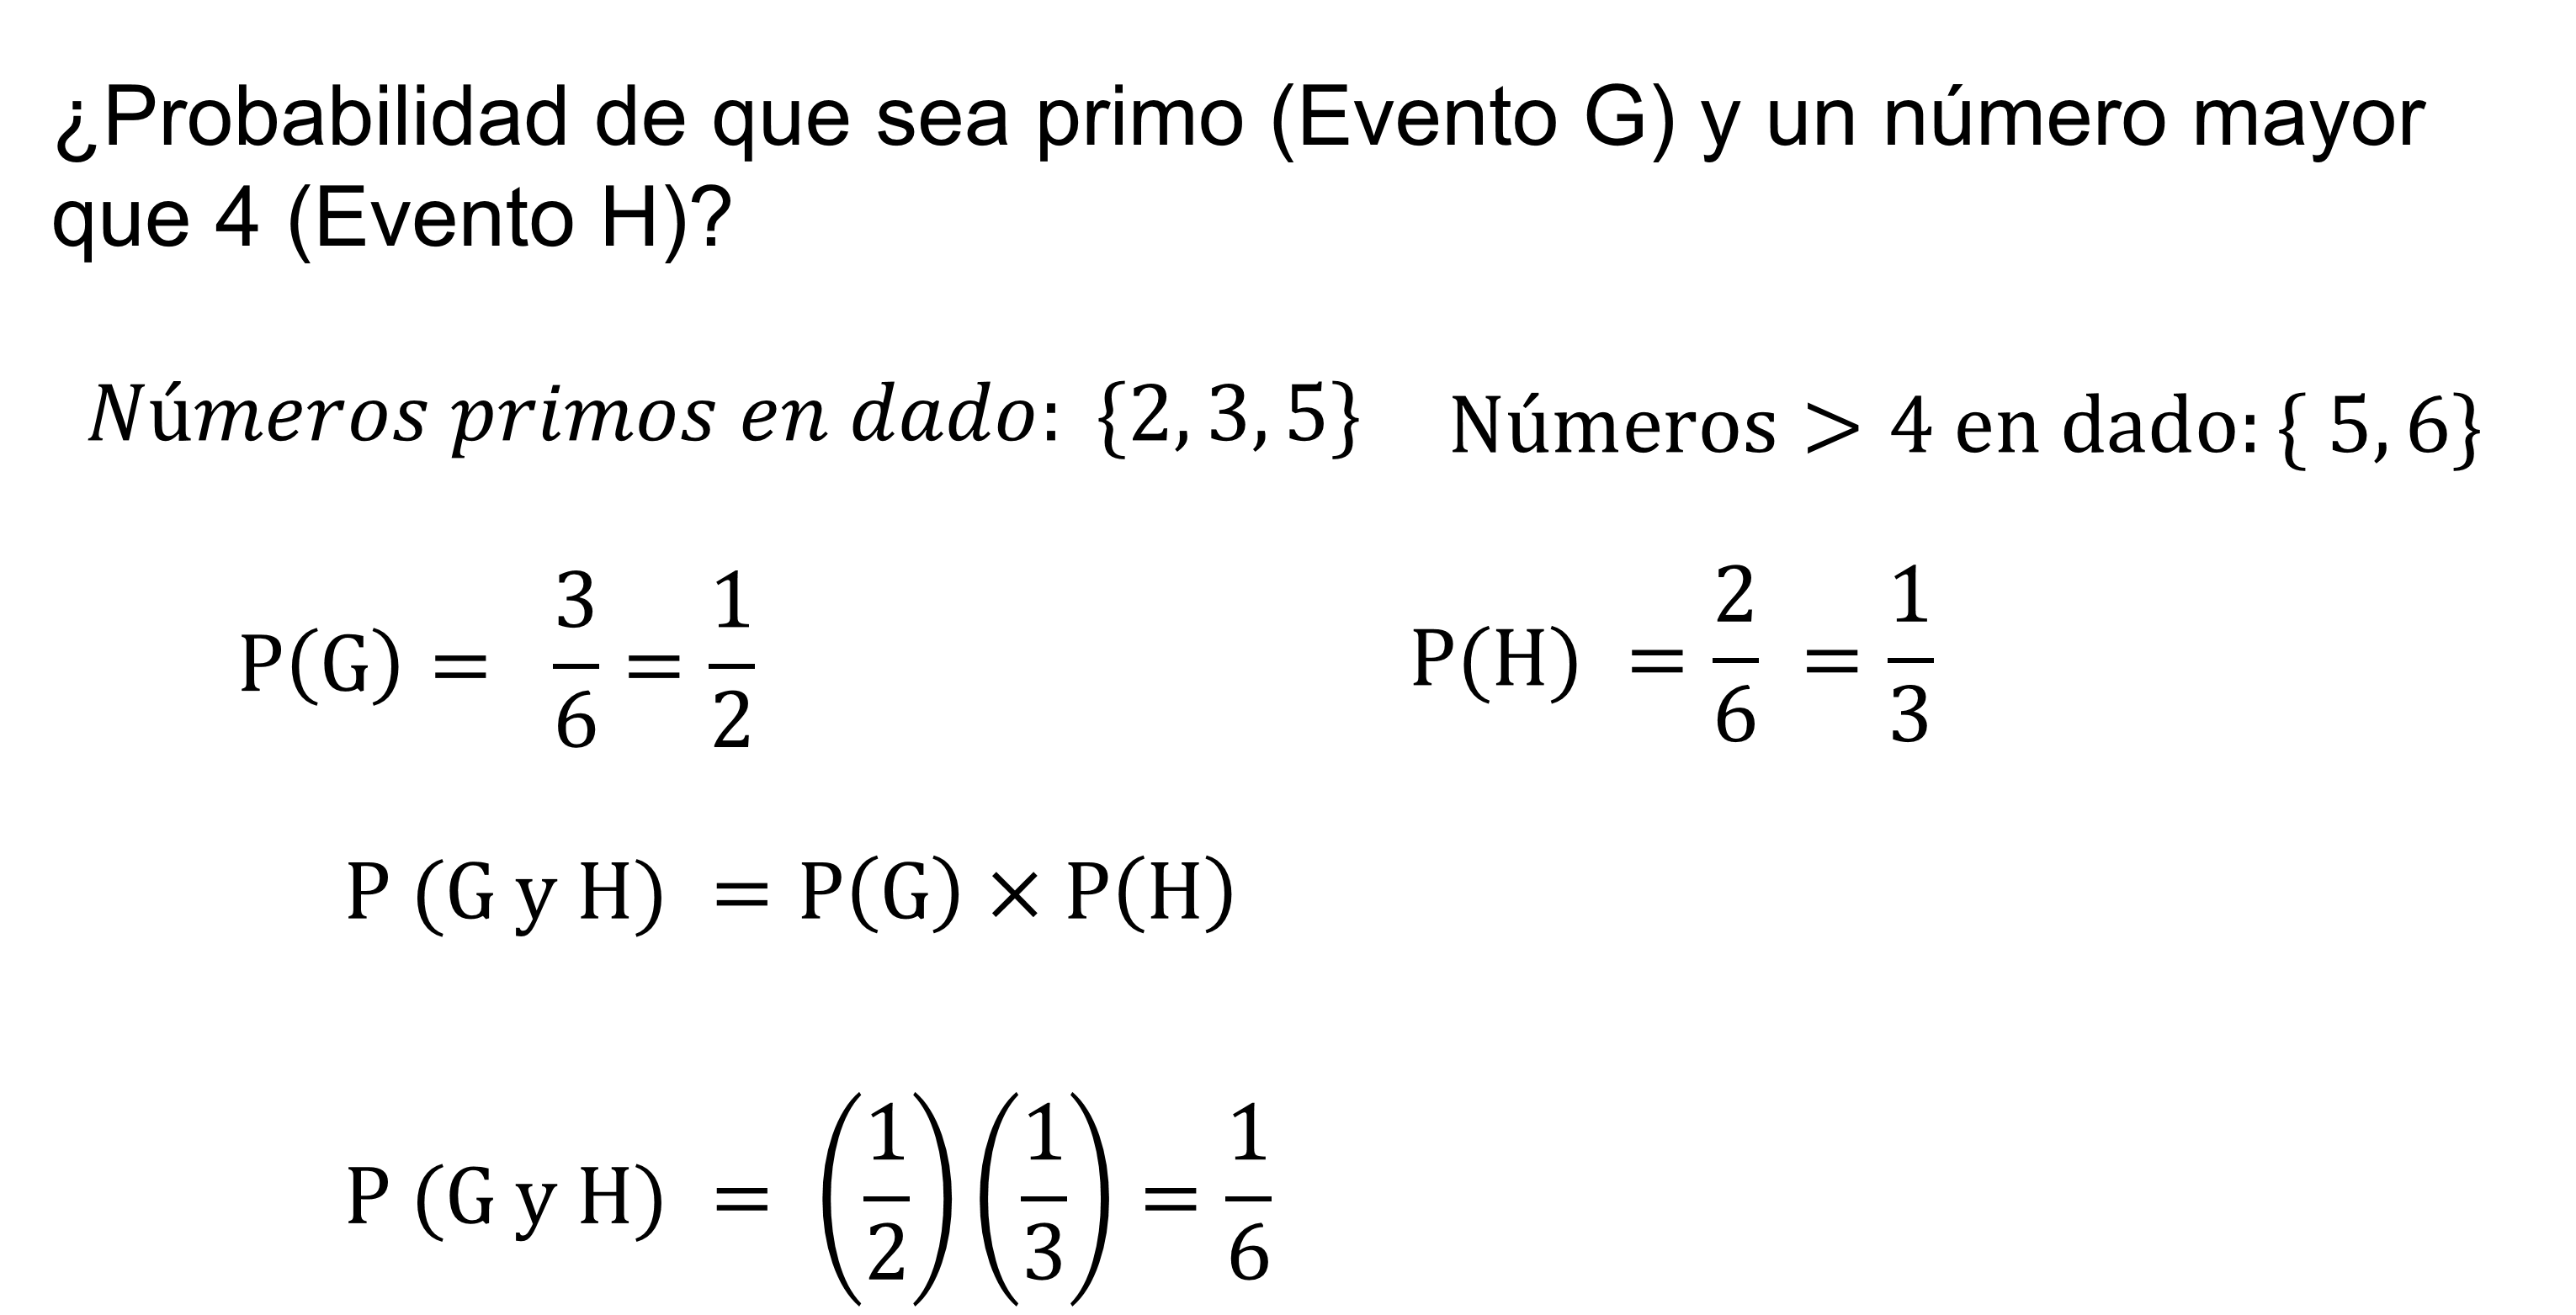 ¿Probabilidad de que sea primo (Evento G) y un número mayor
que 4 (Evento H)?
Números primos en dado: {2, 3, 5} Números > 4 en dado: { 5, 6}
P(G) = 3/6 = 1/2 P(H) = 2/6 = 1/3
P (G y H) = P(G) × P(H)
P (G y H) = (1/2)(1/3) = 1/6